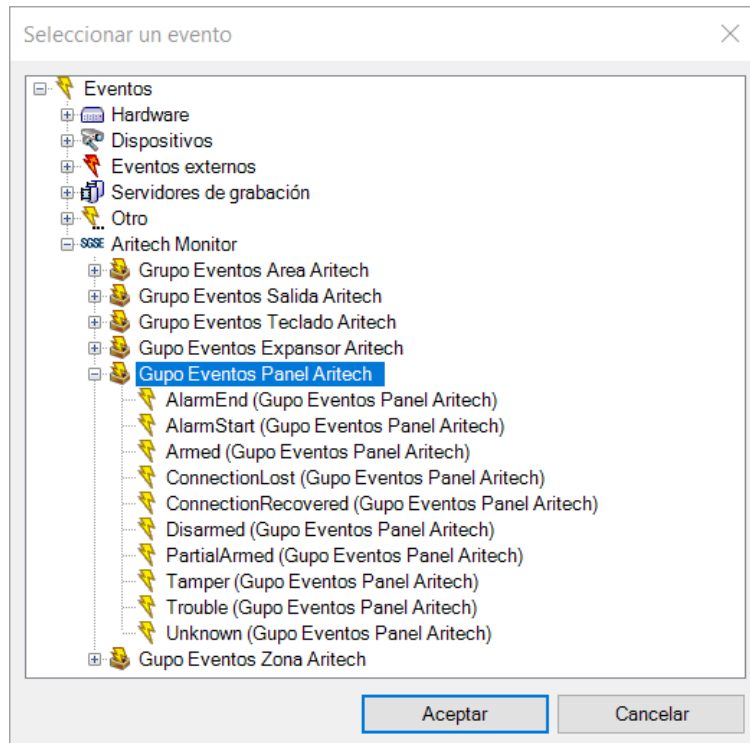 Seleccionar un evento
Eventos
Hardware
Dispositivos
Eventos externos
Servidores de grabación
Otro
SGSE Aritech Monitor
Grupo Eventos Area Aritech
Grupo Eventos Salida Aritech
Grupo Eventos Teclado Aritech
Gupo Eventos Expansor Aritech
Gupo Eventos Panel Aritech
AlarmEnd (Gupo Eventos Panel Aritech)
AlarmStart (Gupo Eventos Panel Aritech)
Armed (Gupo Eventos Panel Aritech)
ConnectionLost (Gupo Eventos Panel Aritech)
ConnectionRecovered (Gupo Eventos Panel Aritech)
Disarmed (Gupo Eventos Panel Aritech)
PartialArmed (Gupo Eventos Panel Aritech)
Tamper (Gupo Eventos Panel Aritech)
Trouble (Gupo Eventos Panel Aritech)
Unknown (Gupo Eventos Panel Aritech)
Gupo Eventos Zona Aritech
Aceptar Cancelar